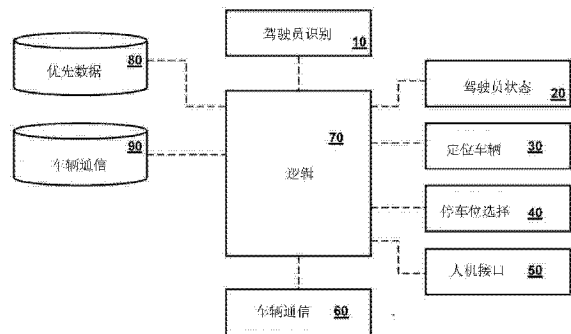 驾驶员识别 10
优先数据 80
驾驶员状态 20
车辆通信 90
逻辑 70
定位车辆 30
停车位选择 40
人机接口 50
车辆通信 60